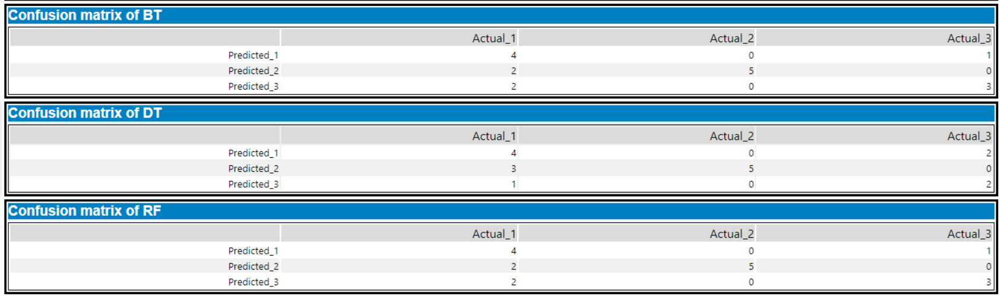 Confusion matrix of BT
Actual_1 Actual_2 Actual_3
Predicted_1 4 0 1
Predicted_2 2 5 0
Predicted_3 2 0 3
Confusion matrix of DT
Actual_1 Actual_2 Actual_3
Predicted_1 4 0 2
Predicted_2 3 5 0
Predicted_3 1 0 2
Confusion matrix of RF
Actual_1 Actual_2 Actual_3
Predicted_1 4 0 1
Predicted_2 2 5 0
Predicted_3 2 0 3